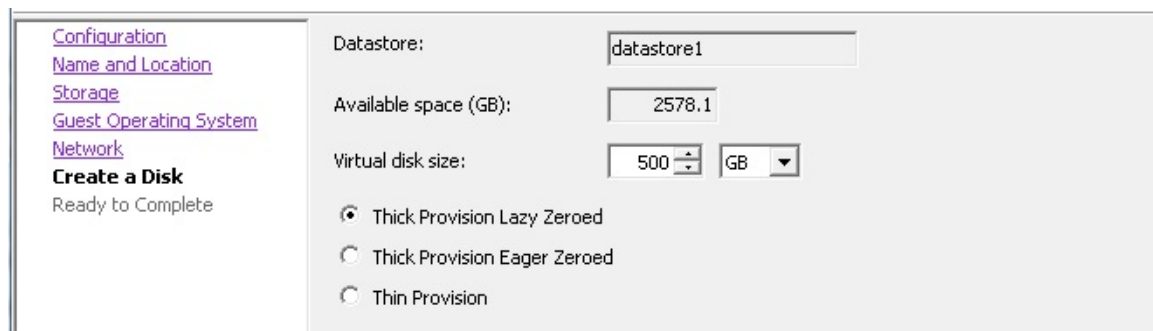 Configuration
Name and Location
Storage
Guest Operating System
Network
Create a Disk
Ready to Complete
Datastore: datastore1
Available space (GB): 2578.1
Virtual disk size: 500 GB
Thick Provision Lazy Zeroed
Thick Provision Eager Zeroed
Thin Provision